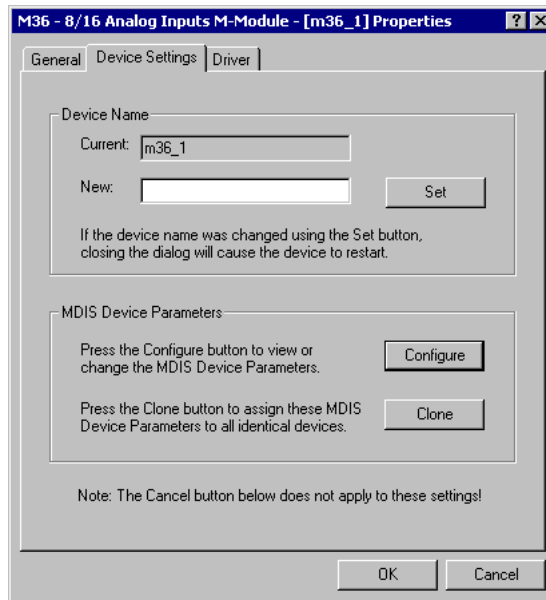 M36 - 8/16 Analog Inputs M-Module - [m36_1] Properties ? X
General Device Settings Driver
Device Name
Current: m36_1
New: Set
If the device name was changed using the Set button,
closing the dialog will cause the device to restart.
MDIS Device Parameters
Press the Configure button to view or
change the MDIS Device Parameters.
Configure
Press the Clone button to assign these MDIS
Device Parameters to all identical devices.
Clone
Note: The Cancel button below does not apply to these settings!
OK Cancel